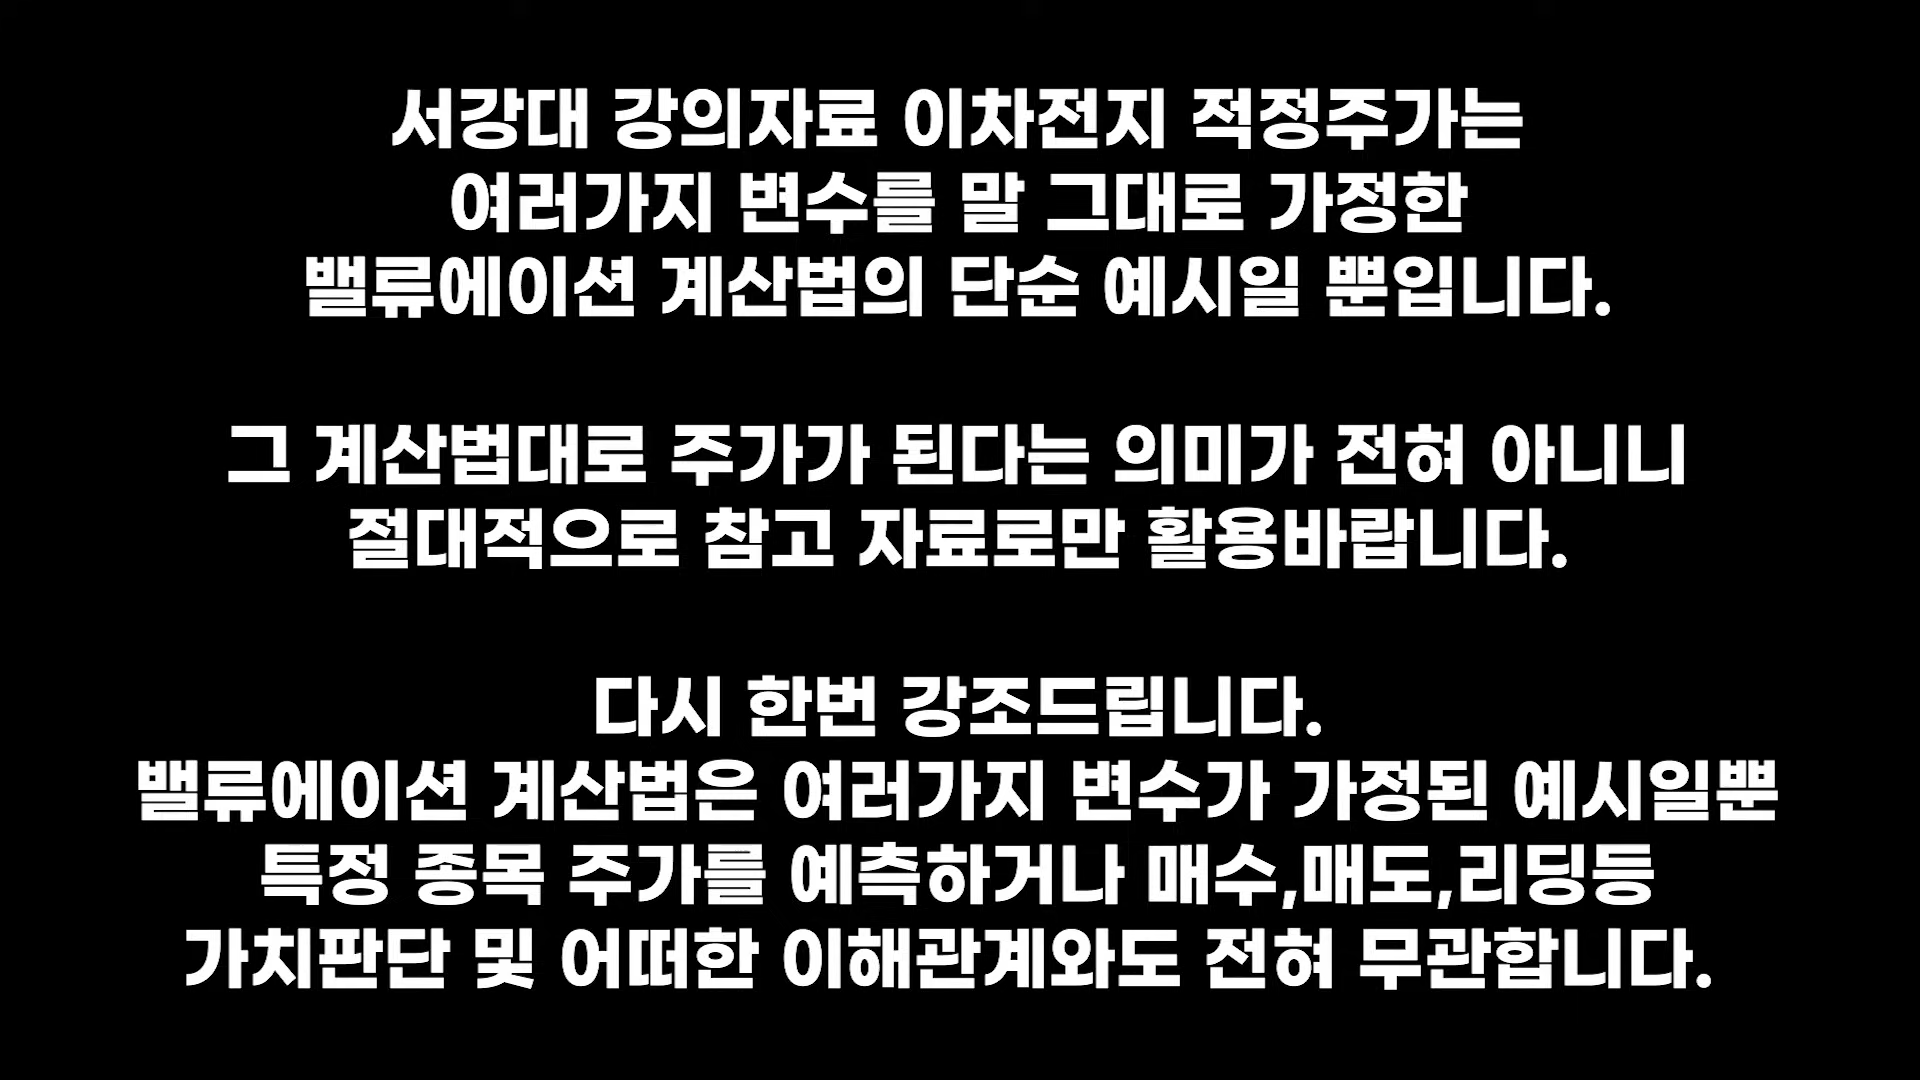 서강대 강의자료 이차전지 적정주가는
여러가지 변수를 말 그대로 가정한
밸류에이션 계산법의 단순 예시일 뿐입니다.
그 계산법대로 주가가 된다는 의미가 전혀 아니니
절대적으로 참고 자료로만 활용바랍니다.
다시 한번 강조드립니다.
밸류에이션 계산법은 여러가지 변수가 가정된 예시일뿐
특정 종목 주가를 예측하거나 매수,매도,리딩등
가치판단 및 어떠한 이해관계와도 전혀 무관합니다.